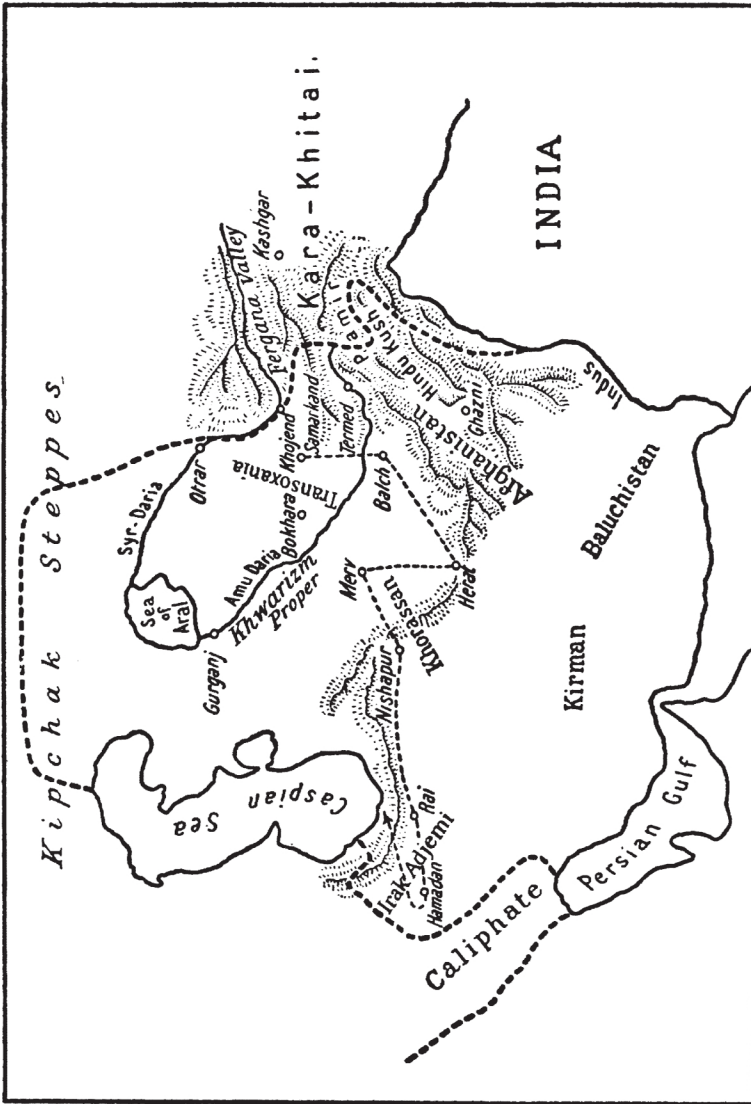 Kipchak Steppes
Kara-Khitai.
INDIA
Caspian
Sea
Sea
of
Aral
Syr-Daria
Amu Daria
Gurganj
Khwarizm
Proper
Otrar
Transoxania
Bokhara
Khojend
Samarkand
Termed
Fergana Valley
Kashgar
Pamir
Hindu Kush
Afghanistan
Ghazni
Balch
Merv
Herat
Khorassan
Nishapur
Rai
Irak Adjemi
Hamadan
Caliphate
Persian Gulf
Kirman
Baluchistan
Indus